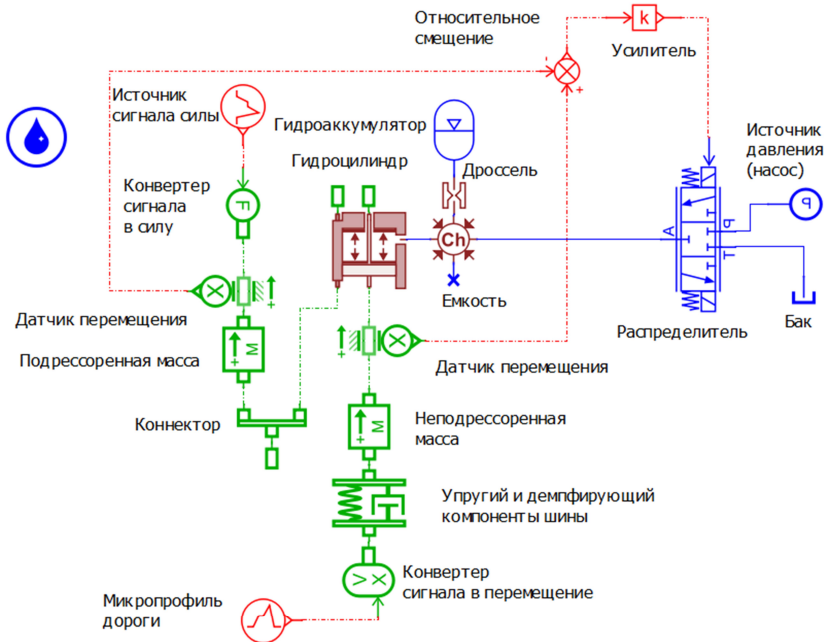 Относительное
смещение
k
Усилитель
Источник
сигнала силы
Гидроаккумулятор
Гидроцилиндр
Дроссель
Источник
давления
(насос)
Конвертер
сигнала
в силу
F
P
A
P
T
Ch
Емкость
Бак
Распределитель
X
Датчик перемещения
X
Датчик перемещения
Подрессоренная масса
M
Коннектор
Неподрессоренная
масса
M
Упругий и демпфирующий
компоненты шины
V X
Конвертер
сигнала в перемещение
Микропрофиль
дороги